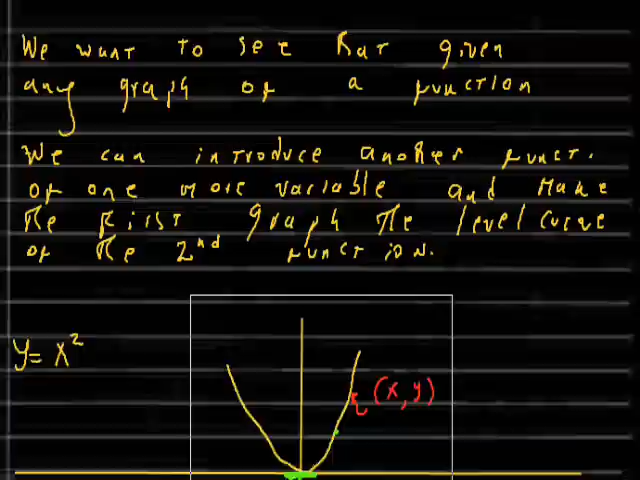 We want to see that given
any graph of a function
We can introduce another funct.
of one more variable and make
the first graph the level curve
of the 2nd function.
y = x²
(x, y)